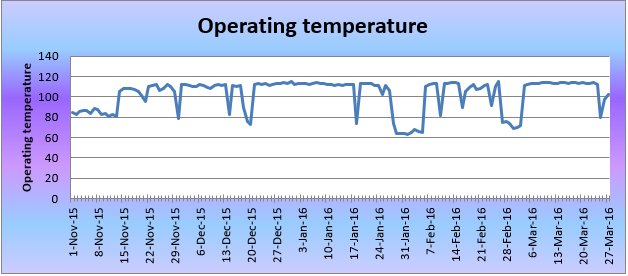 Operating temperature
Operating temperature
140
120
100
80
60
40
20
0
1-Nov-15
8-Nov-15
15-Nov-15
22-Nov-15
29-Nov-15
6-Dec-15
13-Dec-15
20-Dec-15
27-Dec-15
3-Jan-16
10-Jan-16
17-Jan-16
24-Jan-16
31-Jan-16
7-Feb-16
14-Feb-16
21-Feb-16
28-Feb-16
6-Mar-16
13-Mar-16
20-Mar-16
27-Mar-16